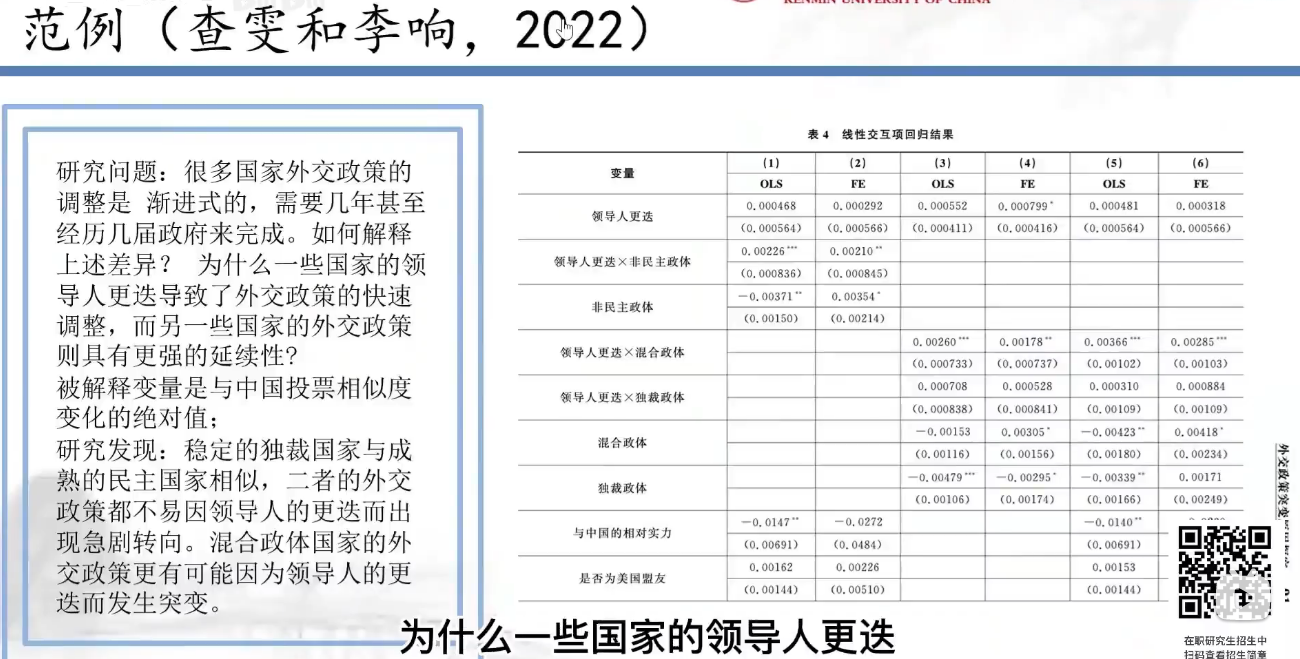 RENMIN UNIVERSITY OF CHINA
范例（查雯和李响，2022）
研究问题：很多国家外交政策的
调整是 渐进式的，需要几年甚至
经历几届政府来完成。如何解释
上述差异？ 为什么一些国家的领
导人更迭导致了外交政策的快速
调整，而另一些国家的外交政策
则具有更强的延续性?
被解释变量是与中国投票相似度
变化的绝对值；
研究发现：稳定的独裁国家与成
熟的民主国家相似，二者的外交
政策都不易因领导人的更迭而出
现急剧转向。混合政体国家的外
交政策更有可能因为领导人的更
迭而发生突变。
表 4 线性交互项回归结果
变量 (1) (2) (3) (4) (5) (6)
OLS FE OLS FE OLS FE
领导人更迭 0.000468 0.000292 0.000552 0.000799* 0.000481 0.000318
(0.000564) (0.000566) (0.000411) (0.000416) (0.000564) (0.000566)
领导人更迭×非民主政体 0.00226*** 0.00210**
(0.000836) (0.000845)
非民主政体 -0.00371** 0.00354*
(0.00150) (0.00214)
领导人更迭×混合政体 0.00260*** 0.00178** 0.00366*** 0.00285***
(0.000733) (0.000737) (0.00102) (0.00103)
领导人更迭×独裁政体 0.000708 0.000528 0.000310 0.000884
(0.000838) (0.000841) (0.00109) (0.00109)
混合政体 -0.00153 0.00305* -0.00423** 0.00418*
(0.00116) (0.00156) (0.00180) (0.00234)
独裁政体 -0.00479*** -0.00295* -0.00339** 0.00171
(0.00106) (0.00174) (0.00166) (0.00249)
与中国的相对实力 -0.0147** -0.0272 -0.0140**
(0.00691) (0.0484) (0.00691)
是否为美国盟友 0.00162 0.00226 0.00153
(0.00144) (0.00510) (0.00144)
外交政策突变
在职研究生招生中
扫码查看招生简章
为什么一些国家的领导人更迭